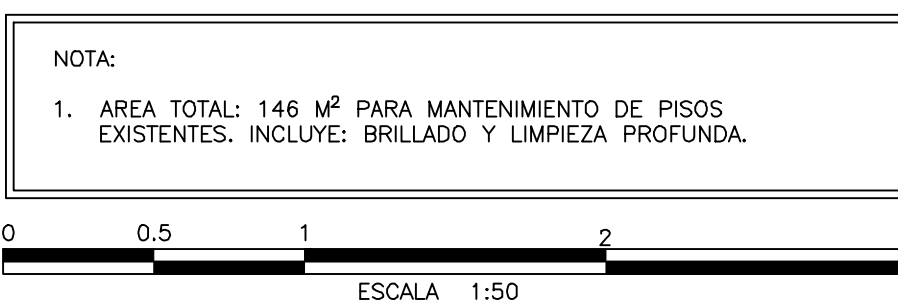 NOTA:
1. AREA TOTAL: 146 M² PARA MANTENIMIENTO DE PISOS
EXISTENTES. INCLUYE: BRILLADO Y LIMPIEZA PROFUNDA.
0 0.5 1 2
ESCALA 1:50